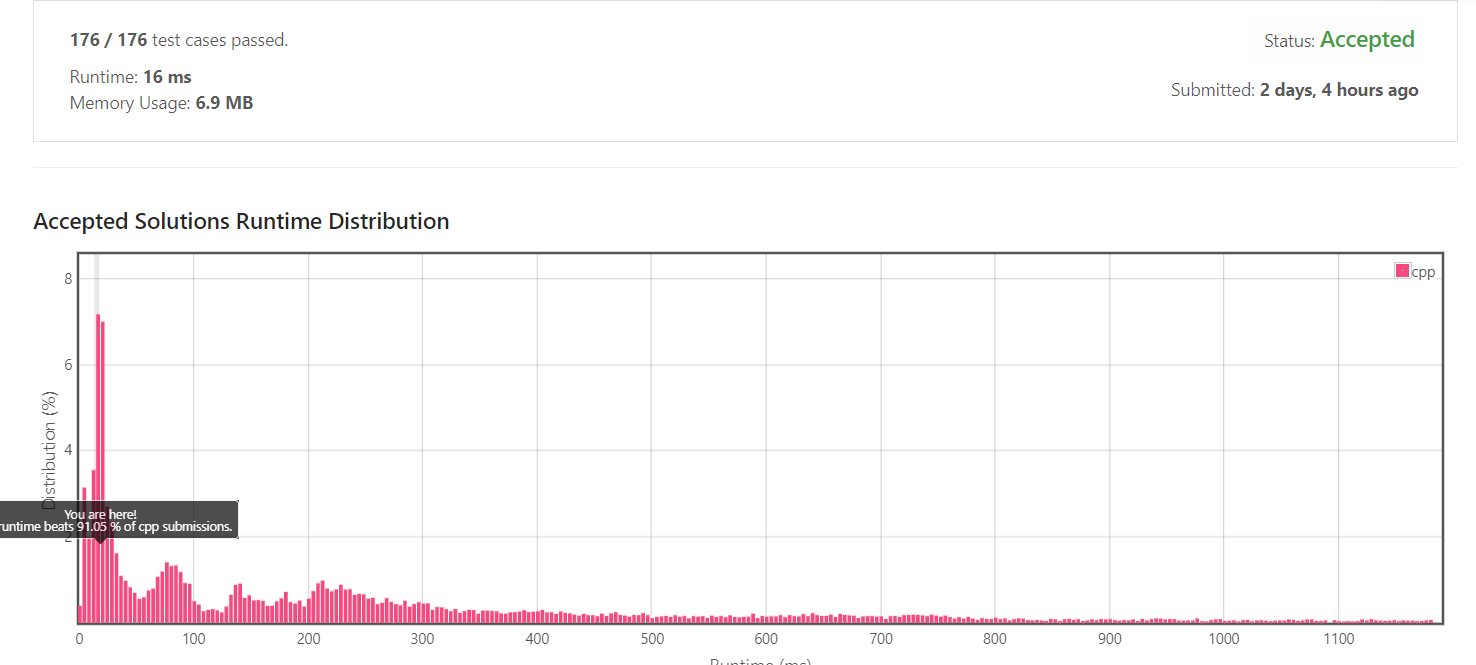 176 / 176 test cases passed.
Status: Accepted
Runtime: 16 ms
Memory Usage: 6.9 MB
Submitted: 2 days, 4 hours ago
Accepted Solutions Runtime Distribution
cpp
8
6
4
2
Distribution (%)
You are here!
runtime beats 91.05 % of cpp submissions.
0 100 200 300 400 500 600 700 800 900 1000 1100
Runtime (ms)